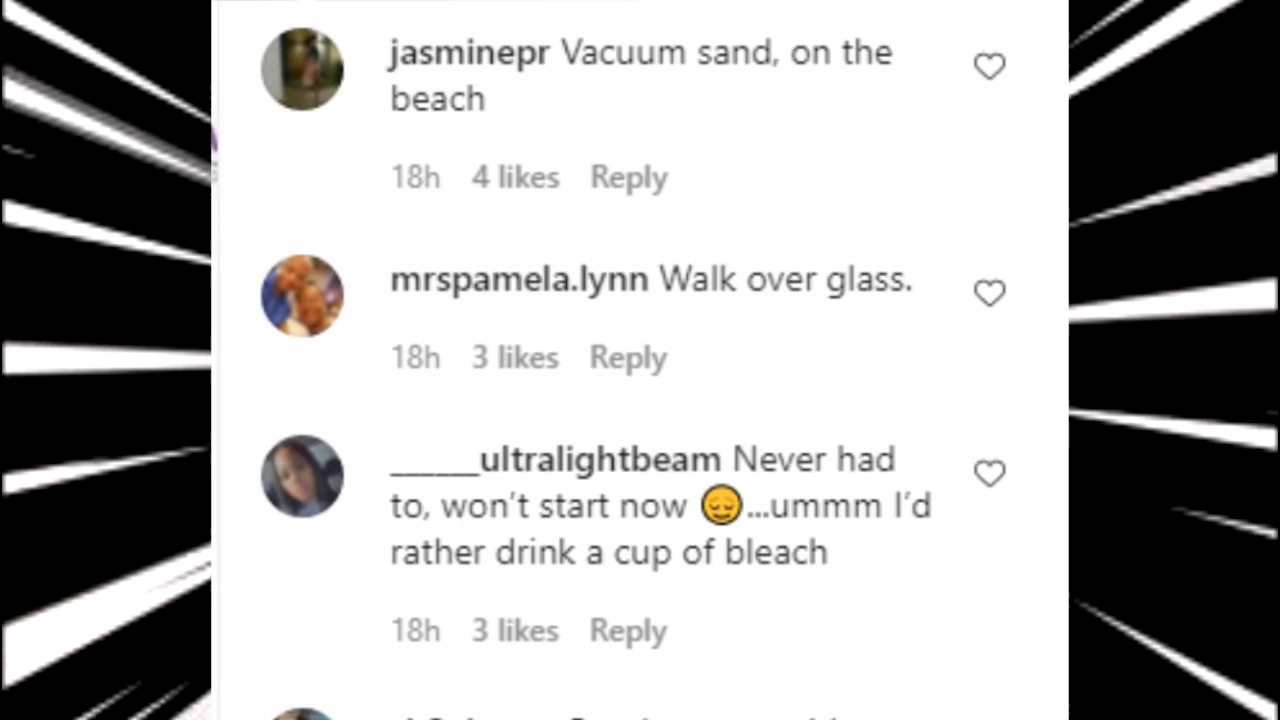 jasminepr Vacuum sand, on the
beach
18h 4 likes Reply
mrspamela.lynn Walk over glass.
18h 3 likes Reply
______ultralightbeam Never had
to, won't start now 😌...ummm I'd
rather drink a cup of bleach
18h 3 likes Reply